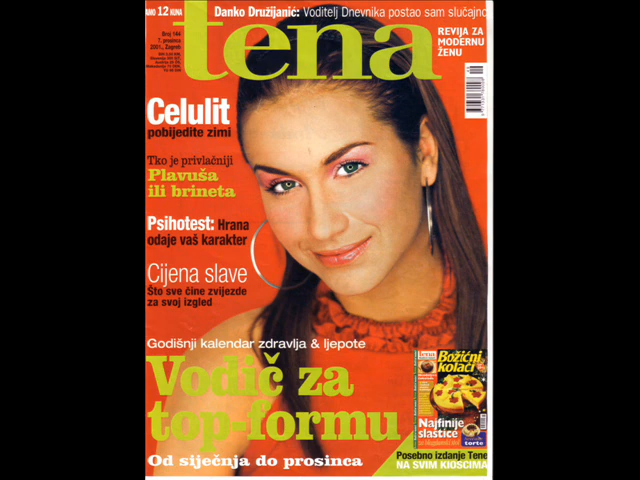 SAMO 12 KUNA
Danko Družijanić: Voditelj Dnevnika postao sam slučajno
Broj 144
7. prosinca
2001., Zagreb
tena
REVIJA ZA
MODERNU
ŽENU
Celulit
pobijedite zimi
Tko je privlačniji
Plavuša
ili brineta
Psihotest: Hrana
odaje vaš karakter
Cijena slave
Što sve čine zvijezde
za svoj izgled
Godišnji kalendar zdravlja & ljepote
Vodič za
top-formu
Od siječnja do prosinca
tena
Božićni
kolači
Najfinije
slastice
torte
Posebno izdanje Tene
NA SVIM KIOSCIMA